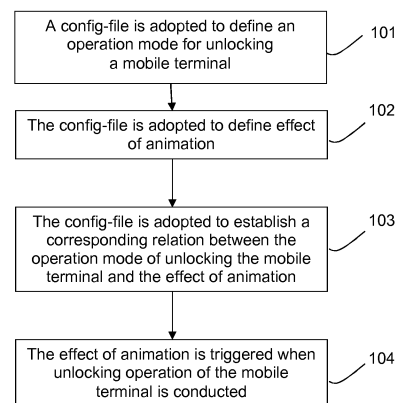 A config-file is adopted to define an
operation mode for unlocking
a mobile terminal
101
The config-file is adopted to define effect
of animation
102
The config-file is adopted to establish a
corresponding relation between the
operation mode of unlocking the mobile
terminal and the effect of animation
103
The effect of animation is triggered when
unlocking operation of the mobile
terminal is conducted
104